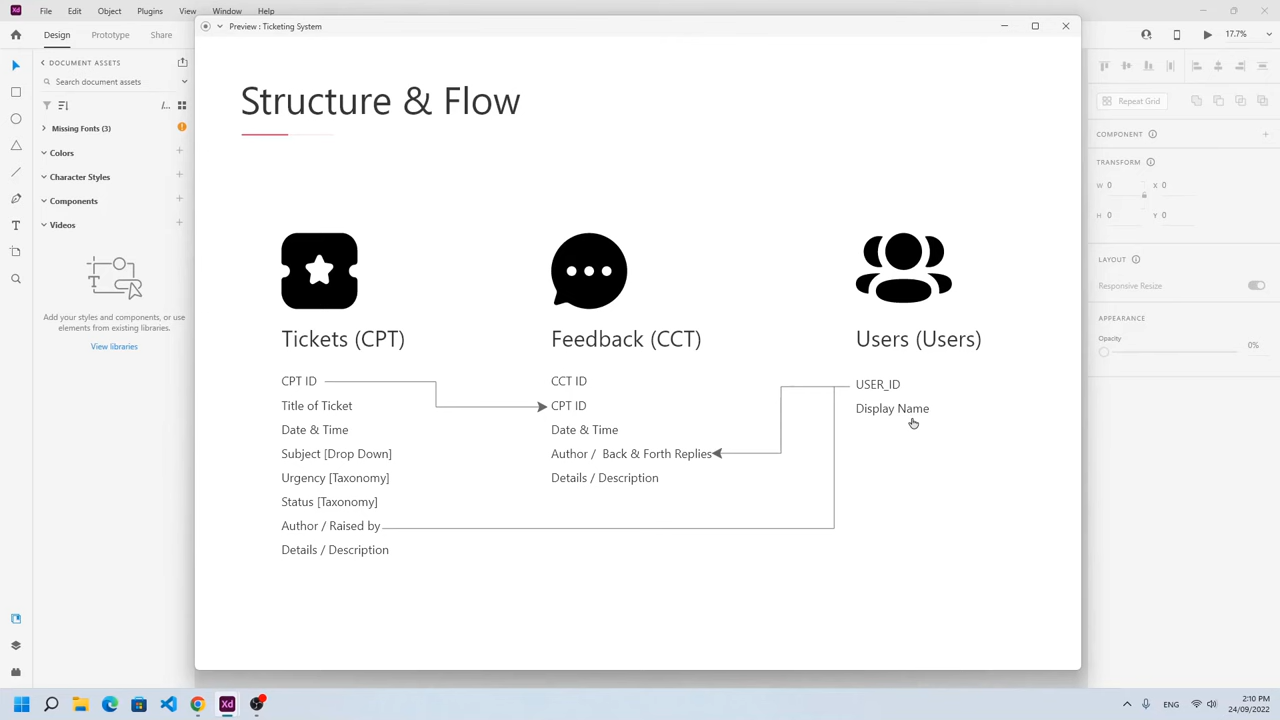 File Edit Object Plugins View
Preview : Ticketing System
Design Prototype Share
17.7%
DOCUMENT ASSETS
Search document assets
Missing Fonts (3)
Colors
Character Styles
Components
Videos
Add your styles and components, or use
elements from existing libraries.
View libraries
Structure & Flow
Tickets (CPT)
CPT ID
Title of Ticket
Date & Time
Subject [Drop Down]
Urgency [Taxonomy]
Status [Taxonomy]
Author / Raised by
Details / Description
Feedback (CCT)
CCT ID
CPT ID
Date & Time
Author / Back & Forth Replies
Details / Description
Users (Users)
USER_ID
Display Name
Repeat Grid
COMPONENT
TRANSFORM
W 0 X 0
H 0 Y 0
LAYOUT
Responsive Resize
APPEARANCE
Opacity 0%
Xd
ENG
2:10 PM
24/09/2022